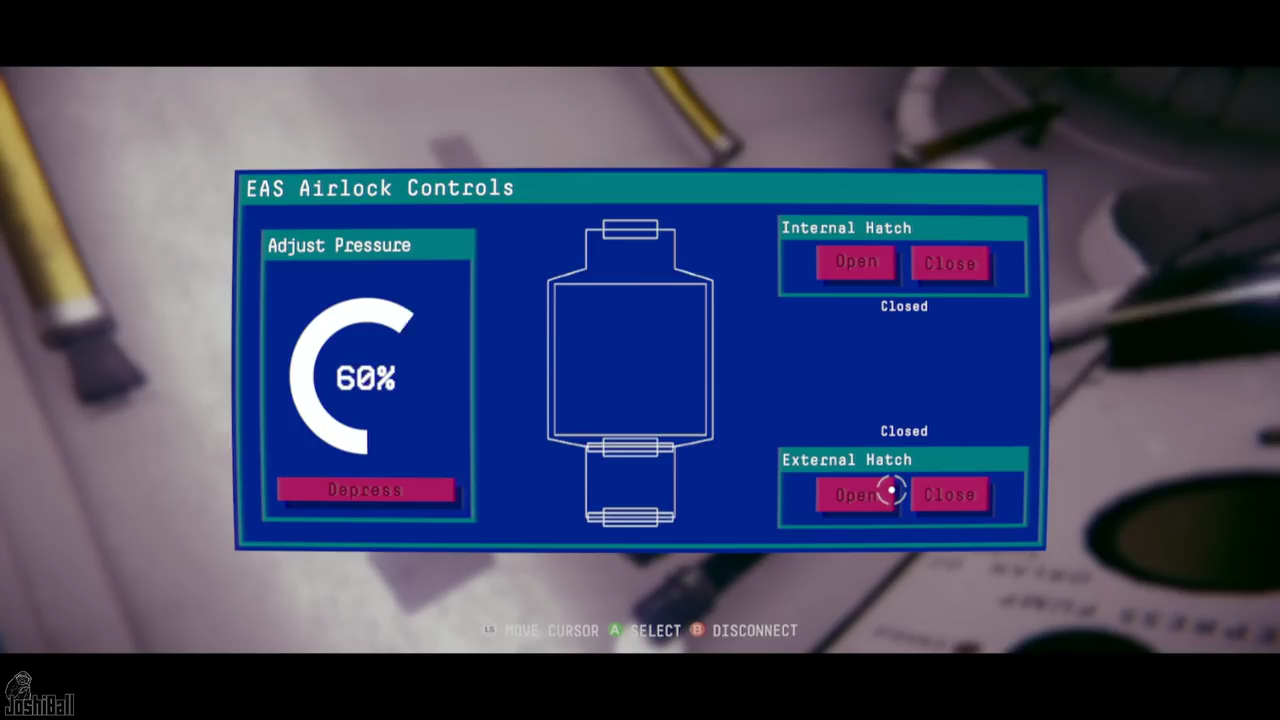 EAS Airlock Controls
Adjust Pressure
60%
Depress
Internal Hatch
Open Close
Closed
Closed
External Hatch
Open Close
LS MOVE CURSOR A SELECT B DISCONNECT
JoshiBall